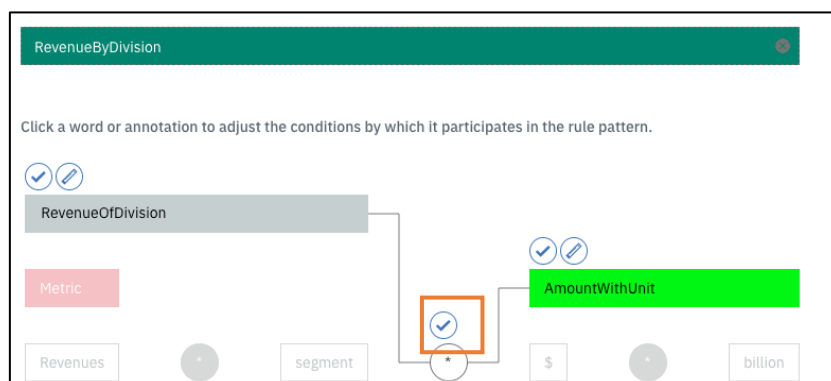 RevenueByDivision
Click a word or annotation to adjust the conditions by which it participates in the rule pattern.
RevenueOfDivision
Metric
AmountWithUnit
Revenues * segment * $ * billion